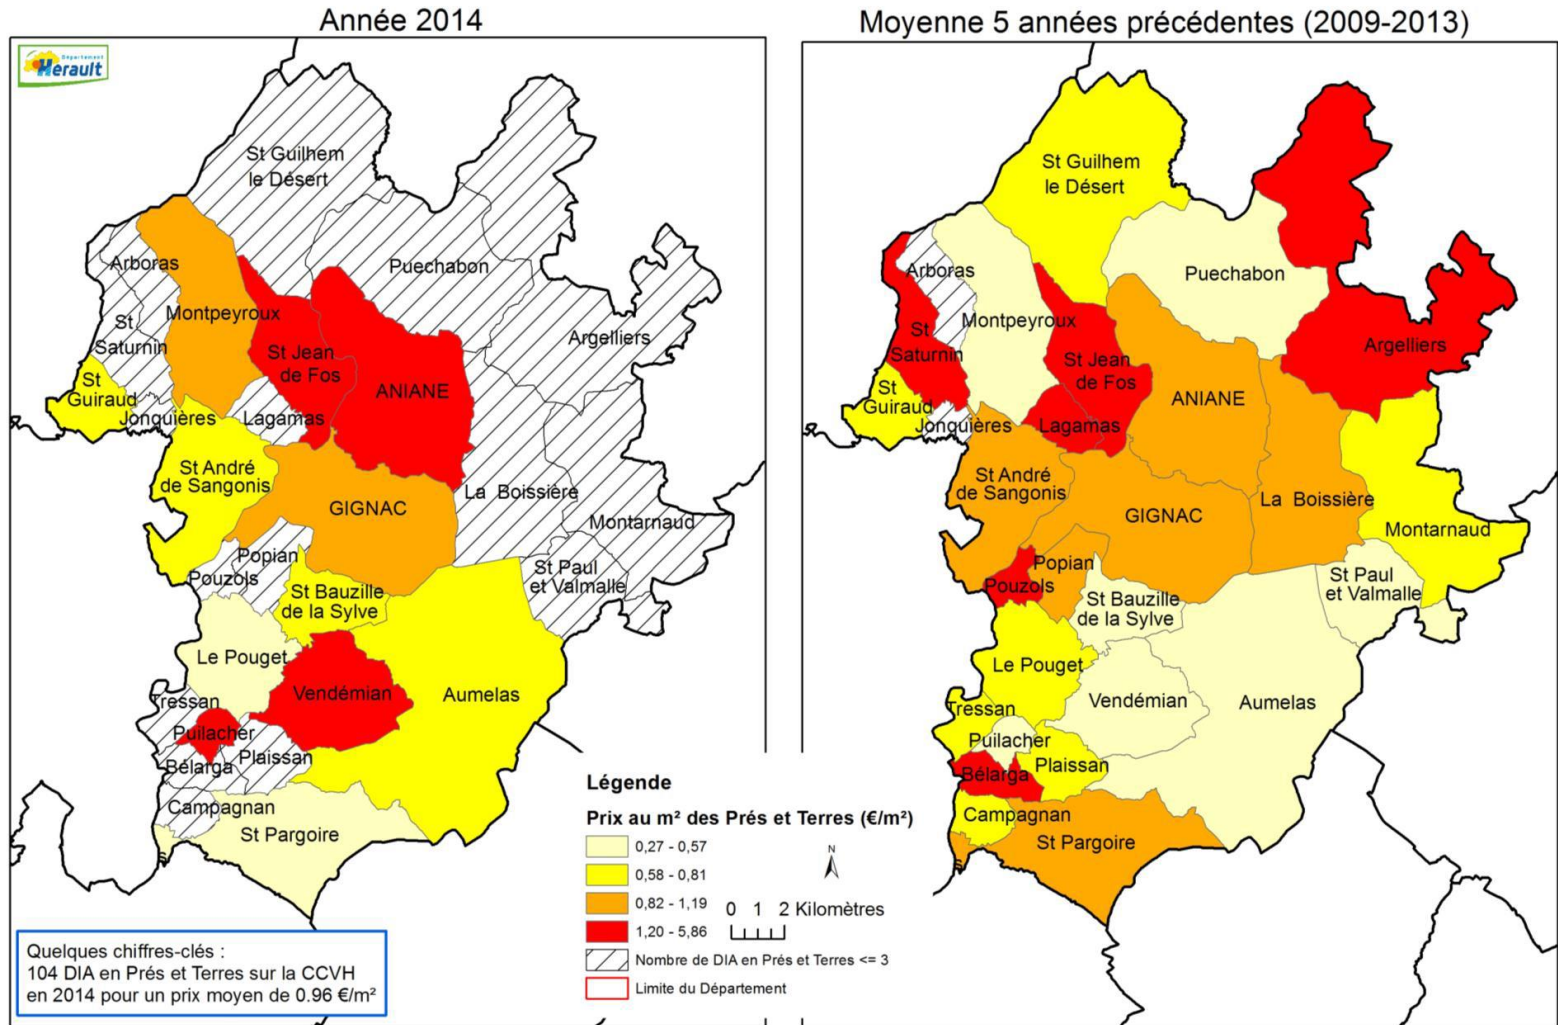 Année 2014
Moyenne 5 années précédentes (2009-2013)
Département
Hérault
St Guilhem
le Désert
Arboras
Puechabon
Montpeyroux
St
Saturnin
Argelliers
St Jean
de Fos
ANIANE
St
Guiraud
Jonquières
Lagamas
St André
de Sangonis
GIGNAC
La Boissière
Montarnaud
Popian
Pouzols
St Paul
et Valmalle
St Bauzille
de la Sylve
Le Pouget
Vendémian
Aumelas
Tressan
Puilacher
Plaissan
Bélarga
Campagnan
St Pargoire
s
St Guilhem
le Désert
Arboras
Puechabon
Montpeyroux
St
Saturnin
Argelliers
St Jean
de Fos
ANIANE
St
Guiraud
Jonquières
Lagamas
St André
de Sangonis
GIGNAC
La Boissière
Montarnaud
Popian
Pouzols
St Paul
et Valmalle
St Bauzille
de la Sylve
Le Pouget
Vendémian
Aumelas
Tressan
Puilacher
Plaissan
Bélarga
Campagnan
St Pargoire
s
Légende
Prix au m² des Prés et Terres (€/m²)
0,27 - 0,57
0,58 - 0,81
0,82 - 1,19
1,20 - 5,86
Nombre de DIA en Prés et Terres <= 3
Limite du Département
N
0 1 2 Kilomètres
Quelques chiffres-clés :
104 DIA en Prés et Terres sur la CCVH
en 2014 pour un prix moyen de 0.96 €/m²